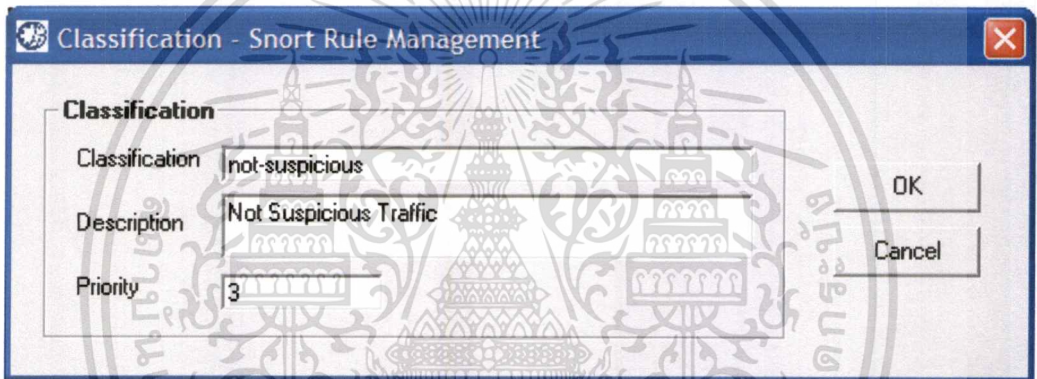 Classification - Snort Rule Management
Classification
Classification
not-suspicious
Description
Not Suspicious Traffic
Priority
3
OK
Cancel